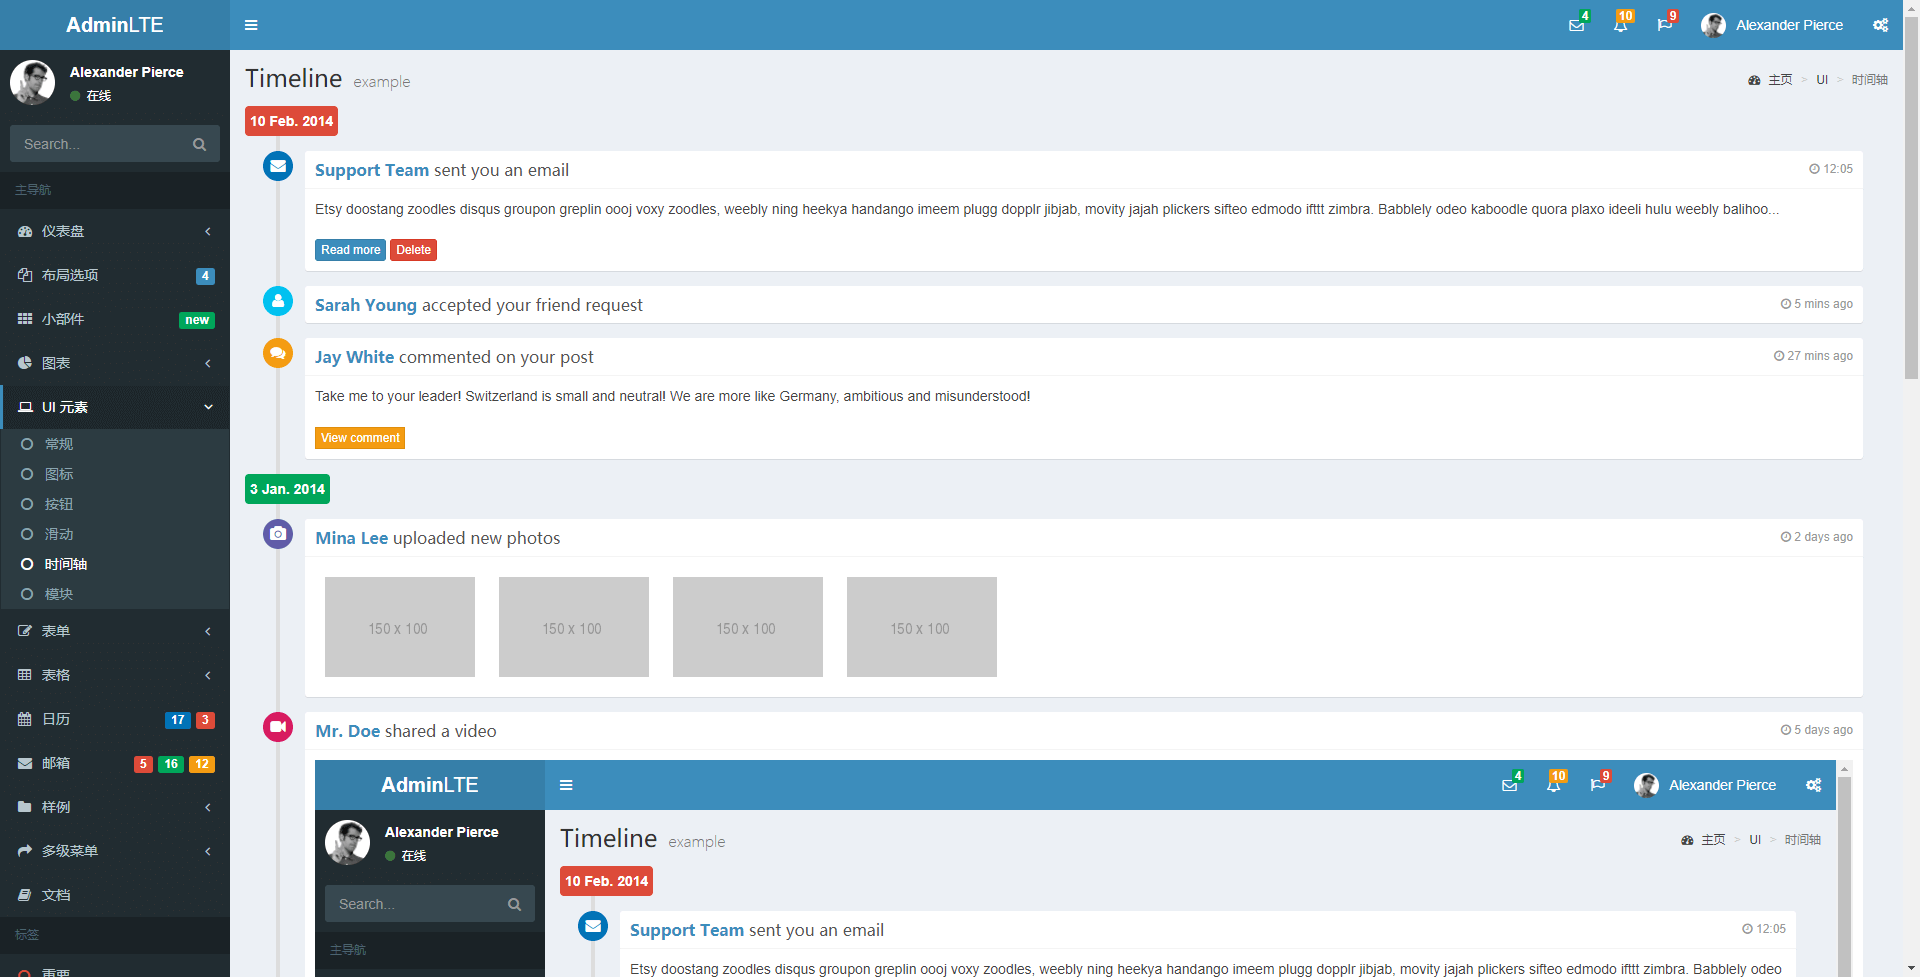 AdminLTE
4
10
9
Alexander Pierce
Alexander Pierce
在线
Search...
主导航
仪表盘
布局选项 4
小部件 new
图表
UI 元素
常规
图标
按钮
滑动
时间轴
模块
表单
表格
日历 17 3
邮箱 5 16 12
样例
多级菜单
文档
标签
重要
Timeline example
主页 > UI > 时间轴
10 Feb. 2014
Support Team sent you an email 12:05
Etsy doostang zoodles disqus groupon greplin oooj voxy zoodles, weebly ning heekya handango imeem plugg dopplr jibjab, movity jajah plickers sifteo edmodo ifttt zimbra. Babblely odeo kaboodle quora plaxo ideeli hulu weebly balihoo...
Read more Delete
Sarah Young accepted your friend request 5 mins ago
Jay White commented on your post 27 mins ago
Take me to your leader! Switzerland is small and neutral! We are more like Germany, ambitious and misunderstood!
View comment
3 Jan. 2014
Mina Lee uploaded new photos 2 days ago
150 x 100 150 x 100 150 x 100 150 x 100
Mr. Doe shared a video 5 days ago
AdminLTE
4
10
9
Alexander Pierce
Alexander Pierce
在线
Search...
主导航
Timeline example
主页 > UI > 时间轴
10 Feb. 2014
Support Team sent you an email 12:05
Etsy doostang zoodles disqus groupon greplin oooj voxy zoodles, weebly ning heekya handango imeem plugg dopplr jibjab, movity jajah plickers sifteo edmodo ifttt zimbra. Babblely odeo